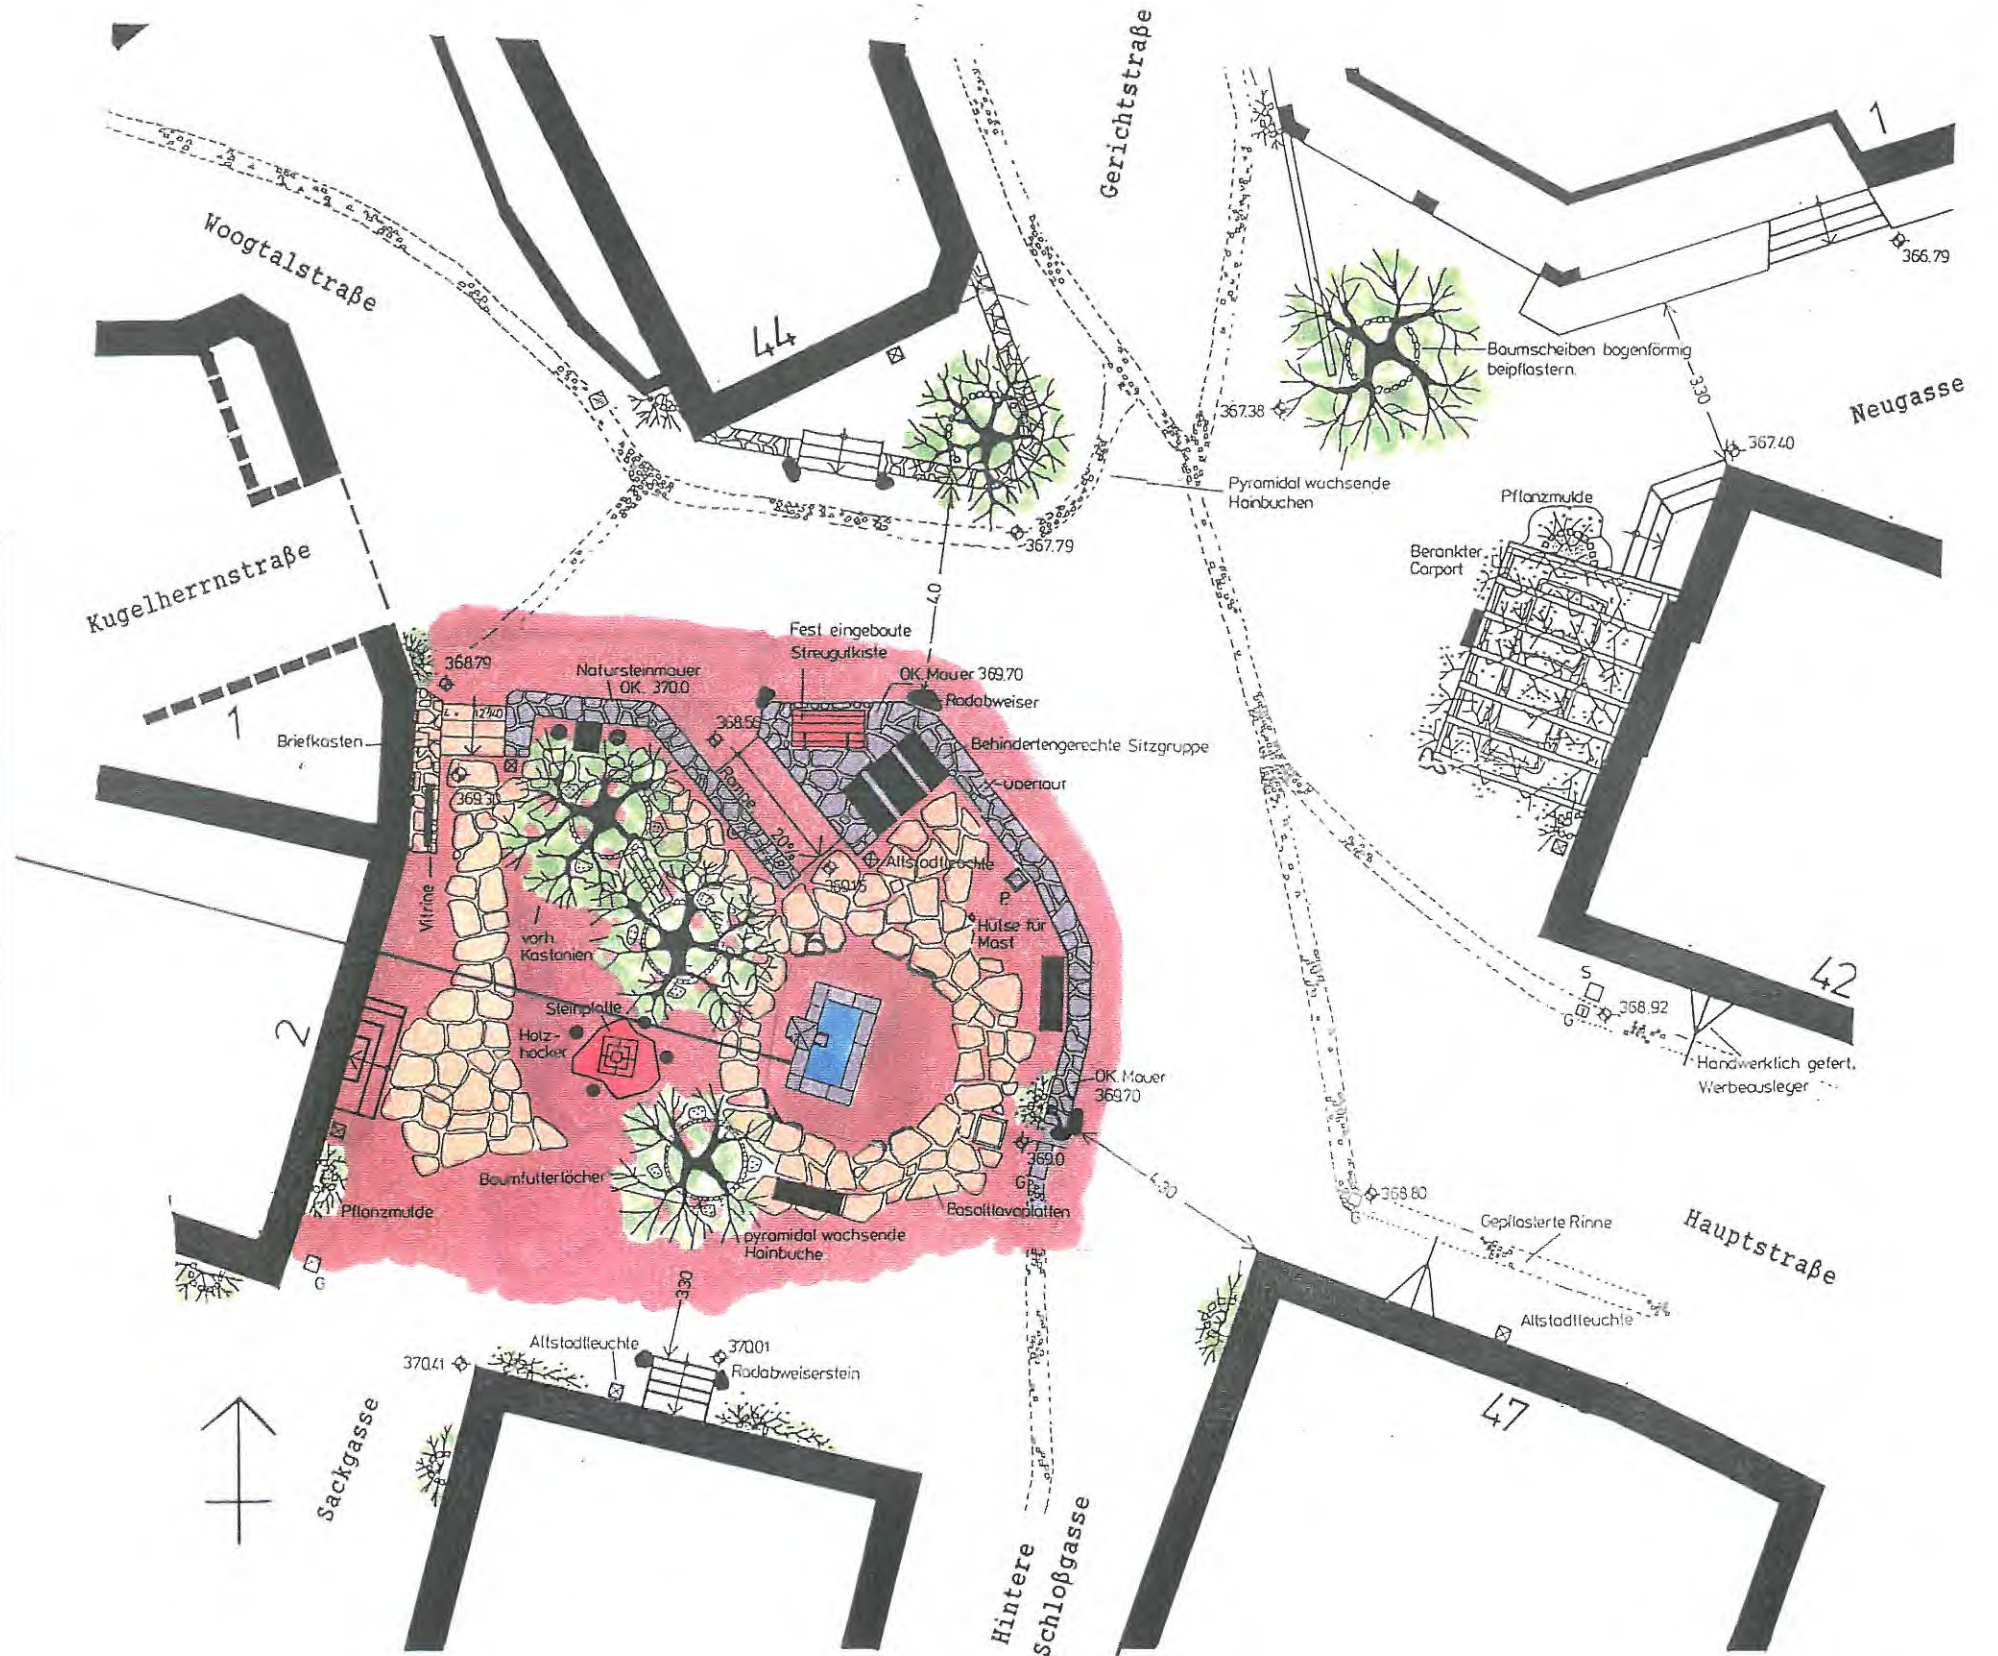 Gerichtstraße
1
366.79
Woogtalstraße
44
Baumscheiben bogenförmig
beipflastern.
3.30
Neugasse
367.38
367.40
Pyramidal wachsende
Hainbuchen
Pflanzmulde
Berankter
Carport
367.79
Kugelherrnstraße
4.0
Fest eingebaute
Streugutkiste
368.79
Natursteinmauer
OK. 370.0
OK. Mauer 369.70
Radabweiser
1
Briefkasten
368.56
Behindertengerechte Sitzgruppe
Überlauf
Rampe
20%
369.30
Altstadtleuchte
369.15
P
Vitrine
Hülse für
Mast
vorh.
Kastanien
42
S
G
368.92
2
Steinplatte
Holz-
hocker
Handwerklich gefert.
Werbeausleger
OK. Mauer
369.70
369.0
4.30
Baumfutterlöcher
G
Basaltlavaplatten
368.80
G
Pflanzmulde
pyramidal wachsende
Hainbuche
Gepflasterte Rinne
Hauptstraße
G
3.30
Altstadtleuchte
Altstadtleuchte
370.01
370.41
Radabweiserstein
47
Sackgasse
Hintere
Schloßgasse